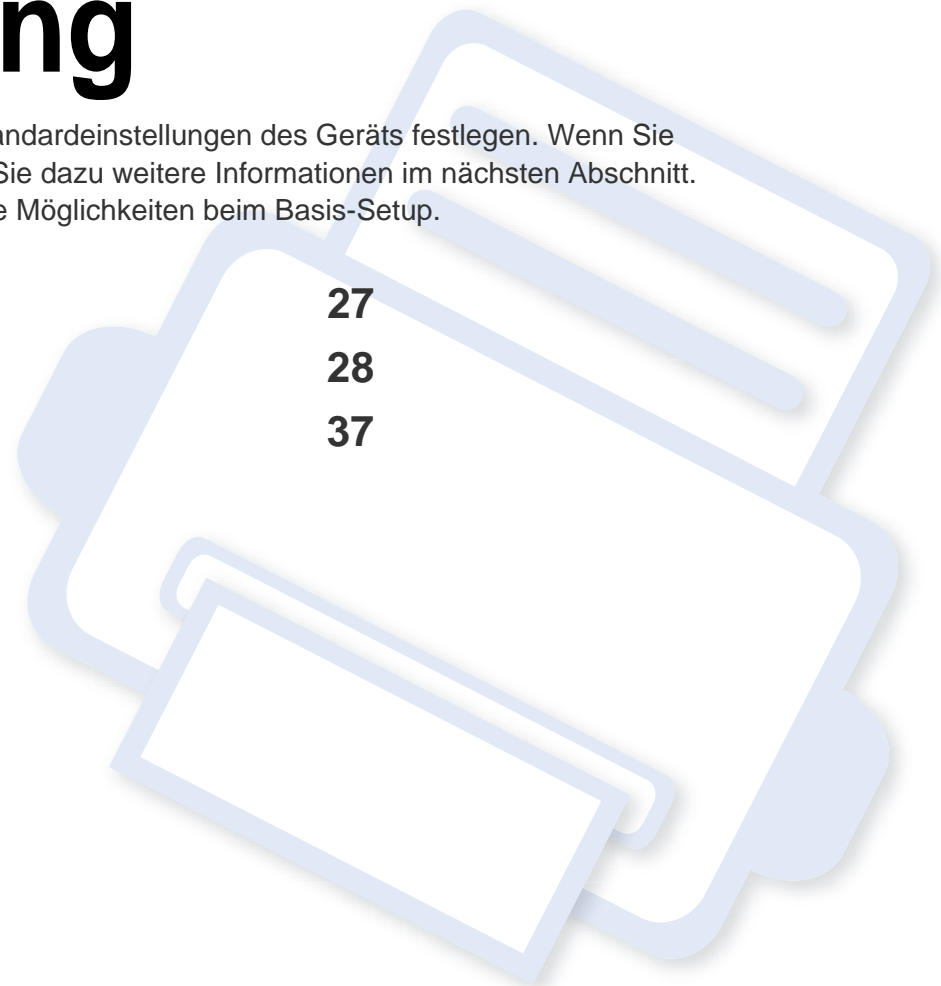 ng
andardeinstellungen des Geräts festlegen. Wenn Sie
Sie dazu weitere Informationen im nächsten Abschnitt.
e Möglichkeiten beim Basis-Setup.
27
28
37